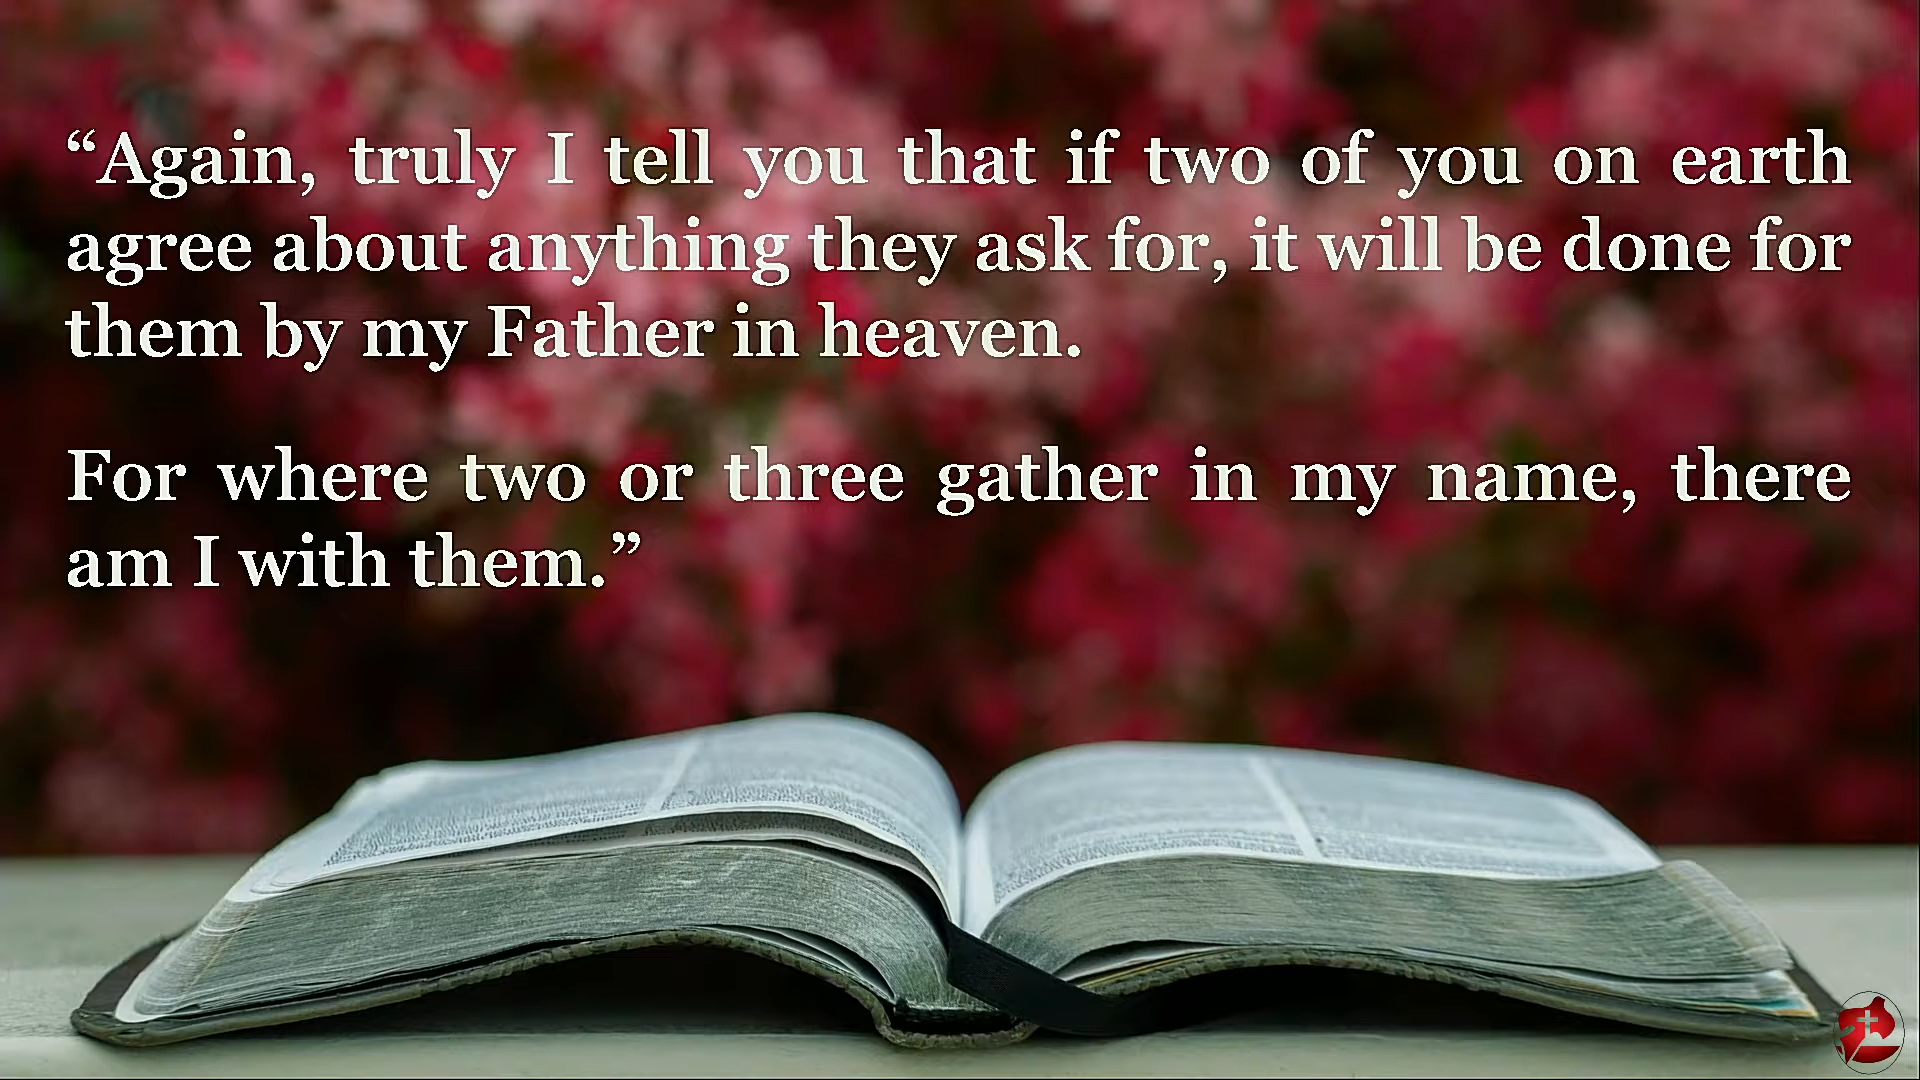 “Again, truly I tell you that if two of you on earth
agree about anything they ask for, it will be done for
them by my Father in heaven.
For where two or three gather in my name, there
am I with them.”